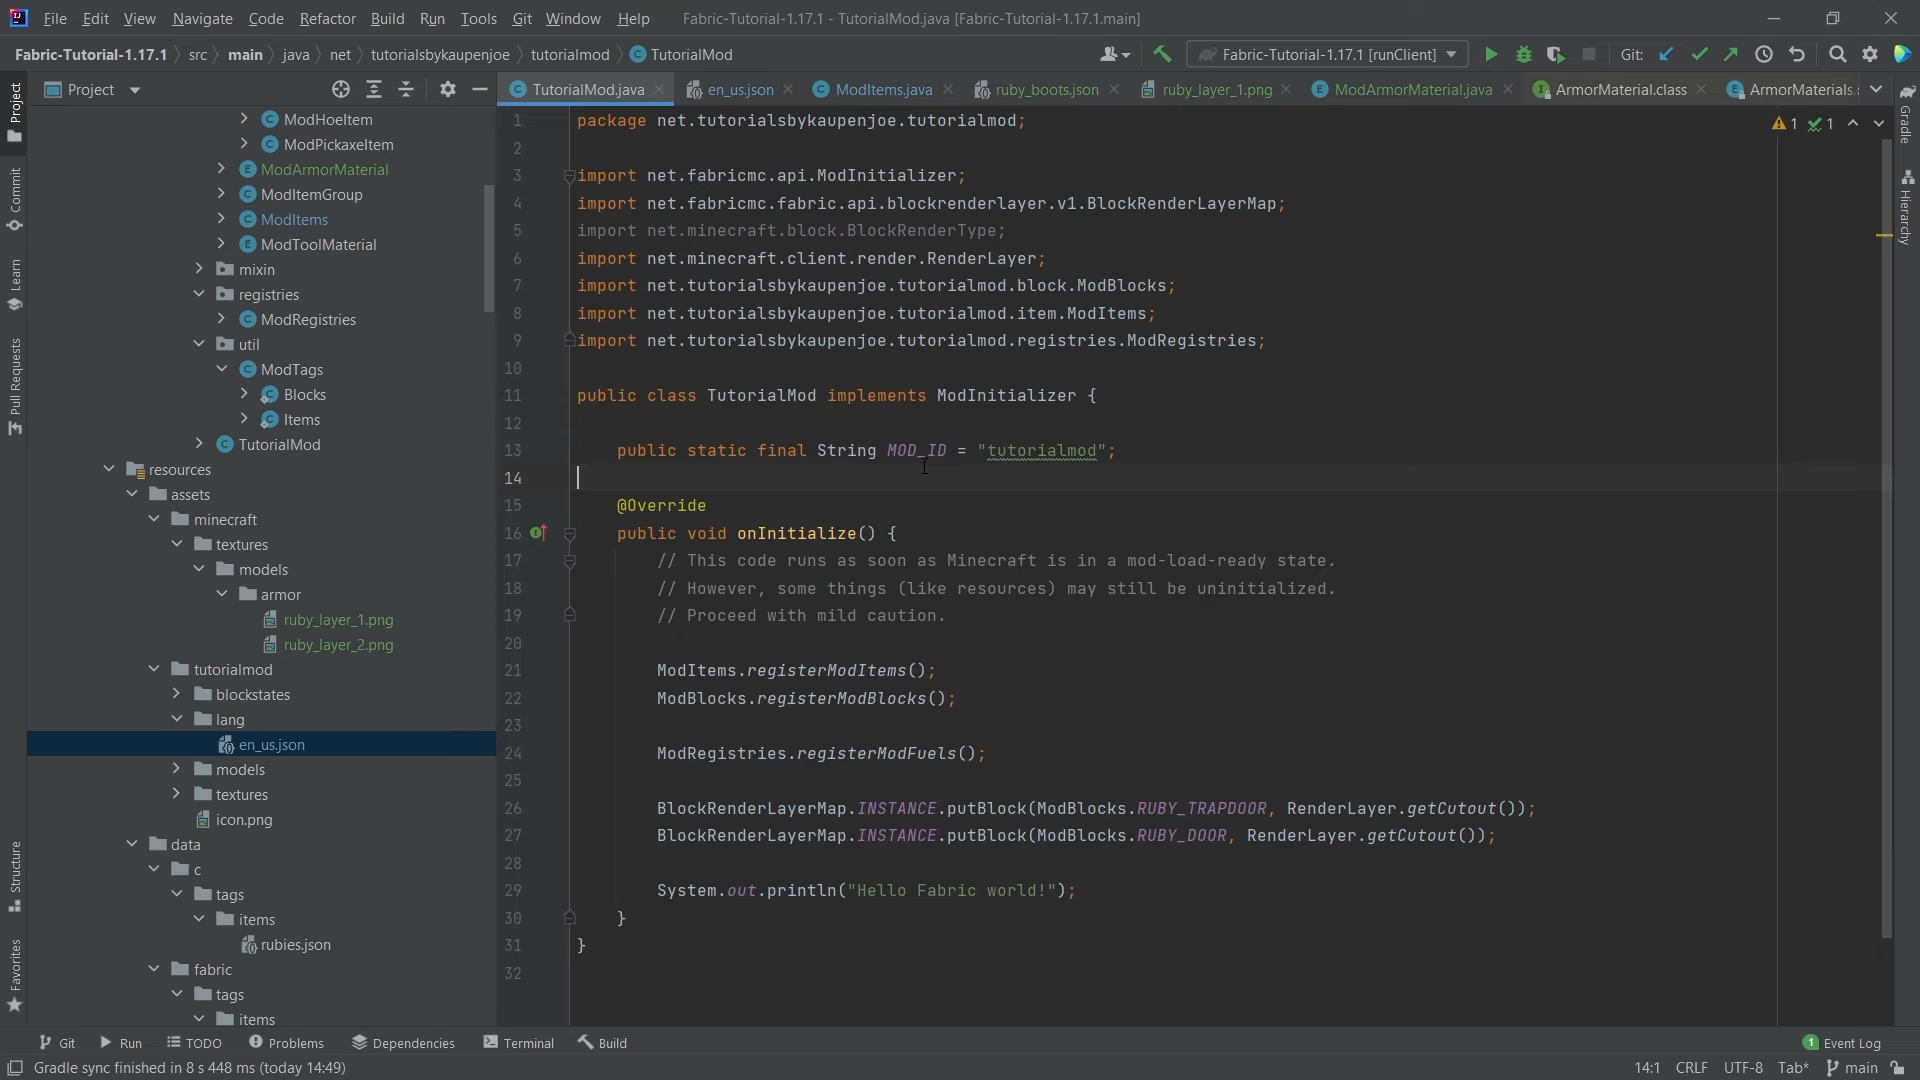 File Edit View Navigate Code Refactor Build Run Tools Git Window Help Fabric-Tutorial-1.17.1 - TutorialMod.java [Fabric-Tutorial-1.17.1.main]
Fabric-Tutorial-1.17.1 src main java net tutorialsbykaupenjoe tutorialmod TutorialMod Fabric-Tutorial-1.17.1 [runClient] Git:
Project TutorialMod.java en_us.json ModItems.java ruby_boots.json ruby_layer_1.png ModArmorMaterial.java ArmorMaterial.class ArmorMaterials.
Project
Commit
Learn
Pull Requests
Structure
Favorites
ModHoeItem
ModPickaxeItem
ModArmorMaterial
ModItemGroup
ModItems
ModToolMaterial
mixin
registries
ModRegistries
util
ModTags
Blocks
Items
TutorialMod
resources
assets
minecraft
textures
models
armor
ruby_layer_1.png
ruby_layer_2.png
tutorialmod
blockstates
lang
en_us.json
models
textures
icon.png
data
c
tags
items
rubies.json
fabric
tags
items
1 package net.tutorialsbykaupenjoe.tutorialmod;
2
3 import net.fabricmc.api.ModInitializer;
4 import net.fabricmc.fabric.api.blockrenderlayer.v1.BlockRenderLayerMap;
5 import net.minecraft.block.BlockRenderType;
6 import net.minecraft.client.render.RenderLayer;
7 import net.tutorialsbykaupenjoe.tutorialmod.block.ModBlocks;
8 import net.tutorialsbykaupenjoe.tutorialmod.item.ModItems;
9 import net.tutorialsbykaupenjoe.tutorialmod.registries.ModRegistries;
10
11 public class TutorialMod implements ModInitializer {
12
13 public static final String MOD_ID = "tutorialmod";
14
15 @Override
16 public void onInitialize() {
17 // This code runs as soon as Minecraft is in a mod-load-ready state.
18 // However, some things (like resources) may still be uninitialized.
19 // Proceed with mild caution.
20
21 ModItems.registerModItems();
22 ModBlocks.registerModBlocks();
23
24 ModRegistries.registerModFuels();
25
26 BlockRenderLayerMap.INSTANCE.putBlock(ModBlocks.RUBY_TRAPDOOR, RenderLayer.getCutout());
27 BlockRenderLayerMap.INSTANCE.putBlock(ModBlocks.RUBY_DOOR, RenderLayer.getCutout());
28
29 System.out.println("Hello Fabric world!");
30 }
31 }
32
1 1
Gradle
Hierarchy
Git Run TODO Problems Dependencies Terminal Build 1 Event Log
Gradle sync finished in 8 s 448 ms (today 14:49) 14:1 CRLF UTF-8 Tab* main